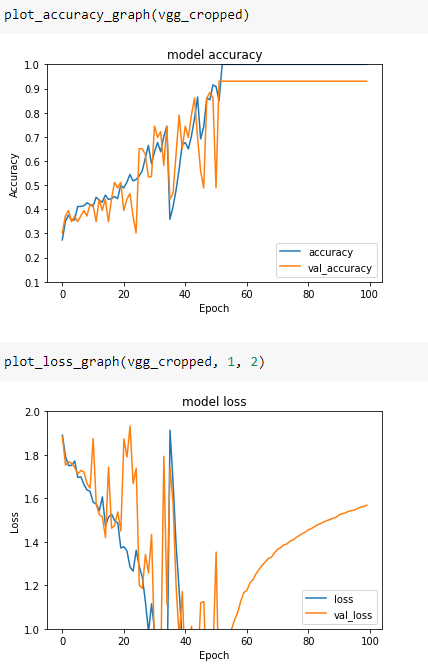 plot_accuracy_graph(vgg_cropped)
model accuracy
1.0
0.9
0.8
0.7
0.6
0.5
0.4
0.3
0.2
0.1
Accuracy
accuracy
val_accuracy
0 20 40 60 80 100
Epoch
plot_loss_graph(vgg_cropped, 1, 2)
model loss
2.0
1.8
1.6
1.4
1.2
1.0
Loss
loss
val_loss
0 20 40 60 80 100
Epoch